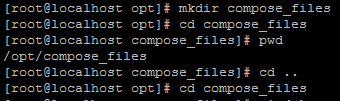 [root@localhost opt]# mkdir compose_files
[root@localhost opt]# cd compose_files
[root@localhost compose_files]# pwd
/opt/compose_files
[root@localhost compose_files]# cd ..
[root@localhost opt]# cd compose_files